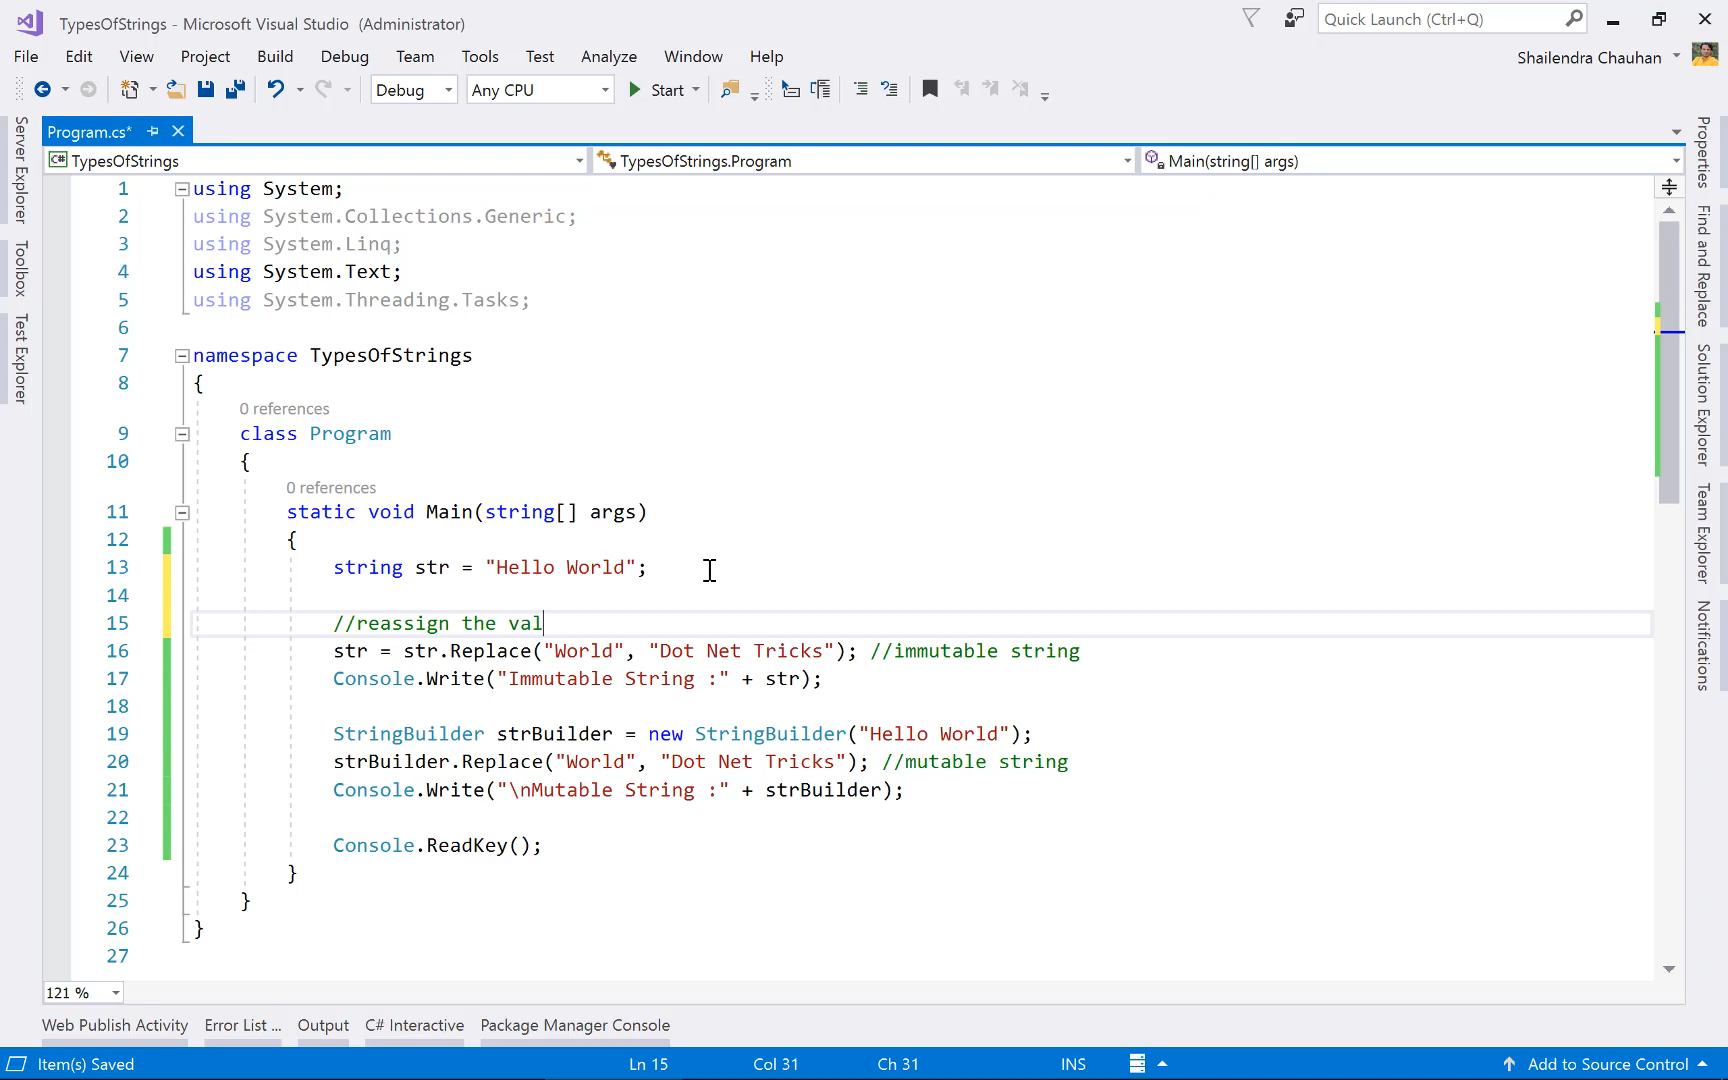 TypesOfStrings - Microsoft Visual Studio (Administrator)
Quick Launch (Ctrl+Q)
File Edit View Project Build Debug Team Tools Test Analyze Window Help
Shailendra Chauhan
Debug Any CPU Start
Program.cs*
TypesOfStrings TypesOfStrings.Program Main(string[] args)
Server Explorer
Toolbox
Test Explorer
1 using System;
2 using System.Collections.Generic;
3 using System.Linq;
4 using System.Text;
5 using System.Threading.Tasks;
6
7 namespace TypesOfStrings
8 {
0 references
9 class Program
10 {
0 references
11 static void Main(string[] args)
12 {
13 string str = "Hello World";
14
15 //reassign the val
16 str = str.Replace("World", "Dot Net Tricks"); //immutable string
17 Console.Write("Immutable String :" + str);
18
19 StringBuilder strBuilder = new StringBuilder("Hello World");
20 strBuilder.Replace("World", "Dot Net Tricks"); //mutable string
21 Console.Write("\nMutable String :" + strBuilder);
22
23 Console.ReadKey();
24 }
25 }
26 }
27
Properties
Find and Replace
Solution Explorer
Team Explorer
Notifications
121 %
Web Publish Activity Error List ... Output C# Interactive Package Manager Console
Item(s) Saved Ln 15 Col 31 Ch 31 INS Add to Source Control